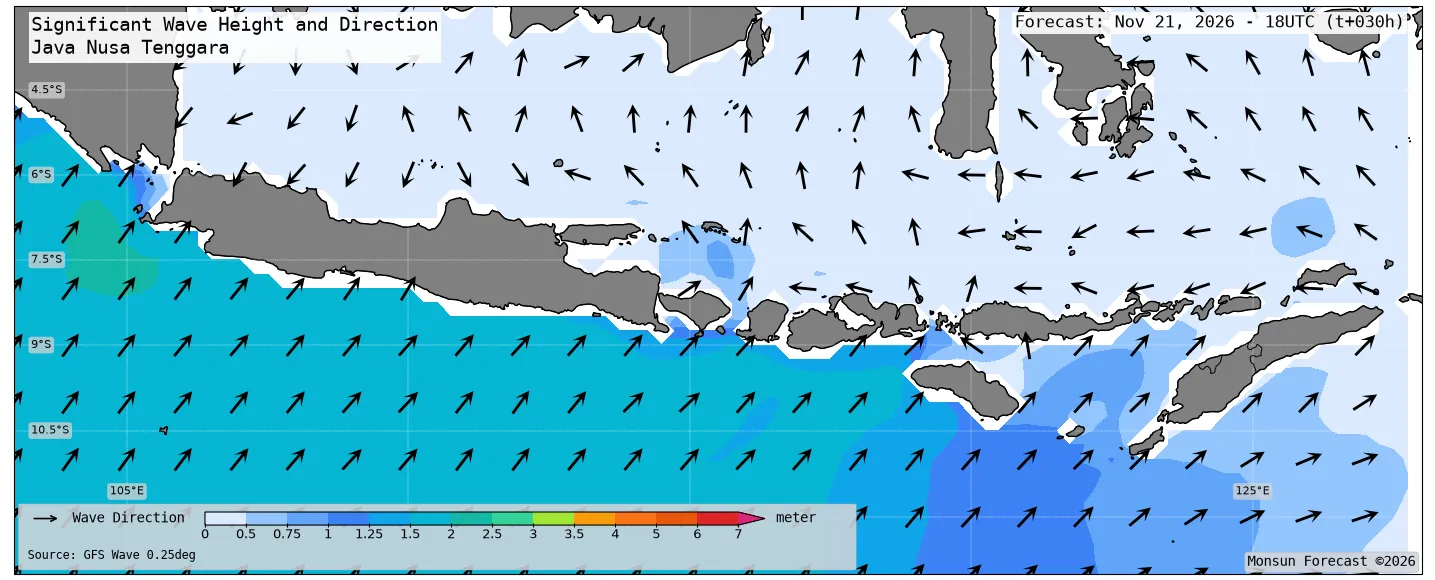 Significant Wave Height and Direction
Java Nusa Tenggara
Forecast: Nov 21, 2026 - 18UTC (t+030h)
4.5°S
6°S
7.5°S
9°S
10.5°S
105°E
125°E
Wave Direction
0 0.5 0.75 1 1.25 1.5 2 2.5 3 3.5 4 5 6 7
meter
Source: GFS Wave 0.25deg
Monsun Forecast ©2026